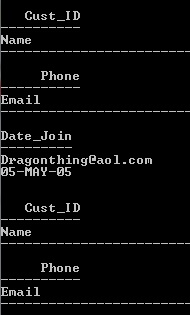 Cust_ID
Name
Phone
Email
Date_Join
Dragonthing@aol.com
05-MAY-05
Cust_ID
Name
Phone
Email